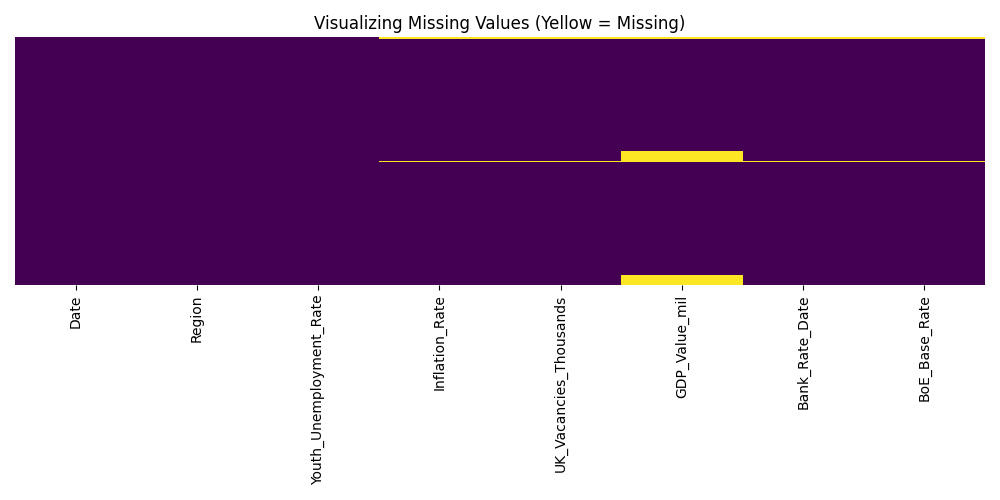 Visualizing Missing Values (Yellow = Missing)
Date
Region
Youth_Unemployment_Rate
Inflation_Rate
UK_Vacancies_Thousands
GDP_Value_mil
Bank_Rate_Date
BoE_Base_Rate